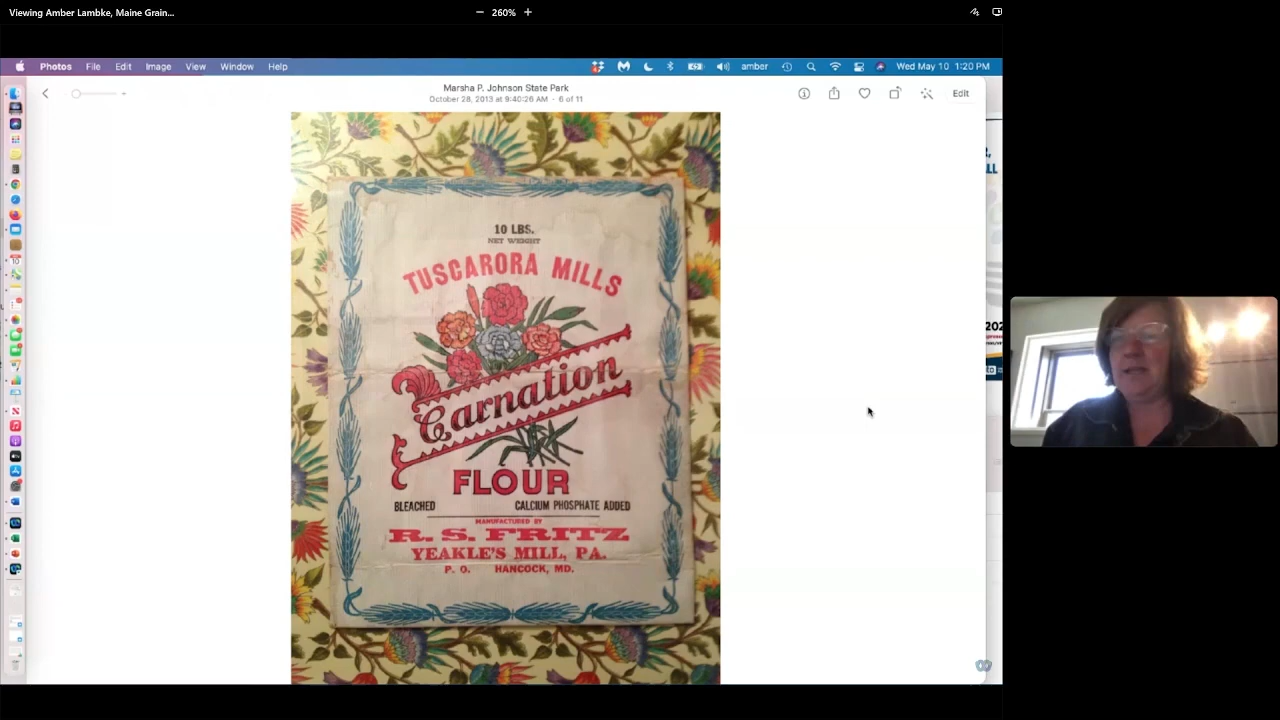 Viewing Amber Lambke, Maine Grain...
260%
Photos File Edit Image View Window Help
amber
Wed May 10 1:20 PM
Marsha P. Johnson State Park
October 28, 2013 at 9:40:26 AM · 6 of 11
Edit
10 LBS.
NET WEIGHT
TUSCARORA MILLS
Carnation
FLOUR
BLEACHED CALCIUM PHOSPHATE ADDED
MANUFACTURED BY
R. S. FRITZ
YEAKLE'S MILL, PA.
P. O. HANCOCK, MD.